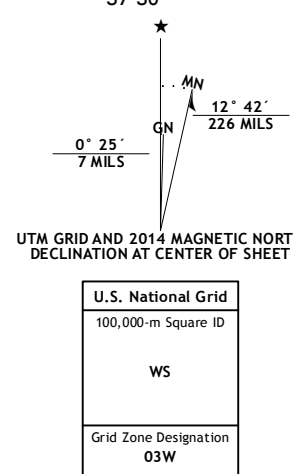 ★
MN
GN
12° 42´
226 MILS
0° 25´
7 MILS
UTM GRID AND 2014 MAGNETIC NORT
DECLINATION AT CENTER OF SHEET
U.S. National Grid
100,000-m Square ID
WS
Grid Zone Designation
03W